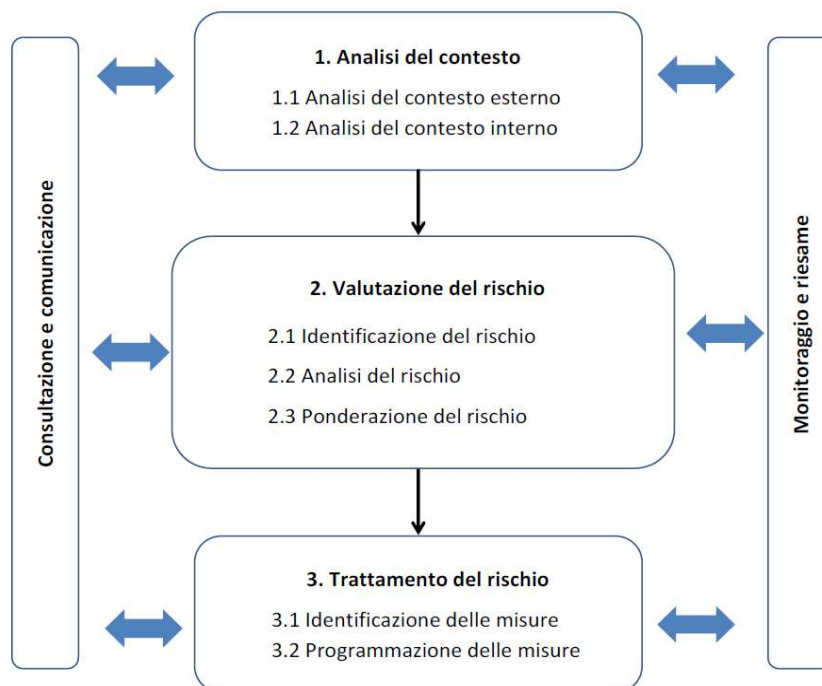 Consultazione e comunicazione
1. Analisi del contesto
1.1 Analisi del contesto esterno
1.2 Analisi del contesto interno
2. Valutazione del rischio
2.1 Identificazione del rischio
2.2 Analisi del rischio
2.3 Ponderazione del rischio
3. Trattamento del rischio
3.1 Identificazione delle misure
3.2 Programmazione delle misure
Monitoraggio e riesame